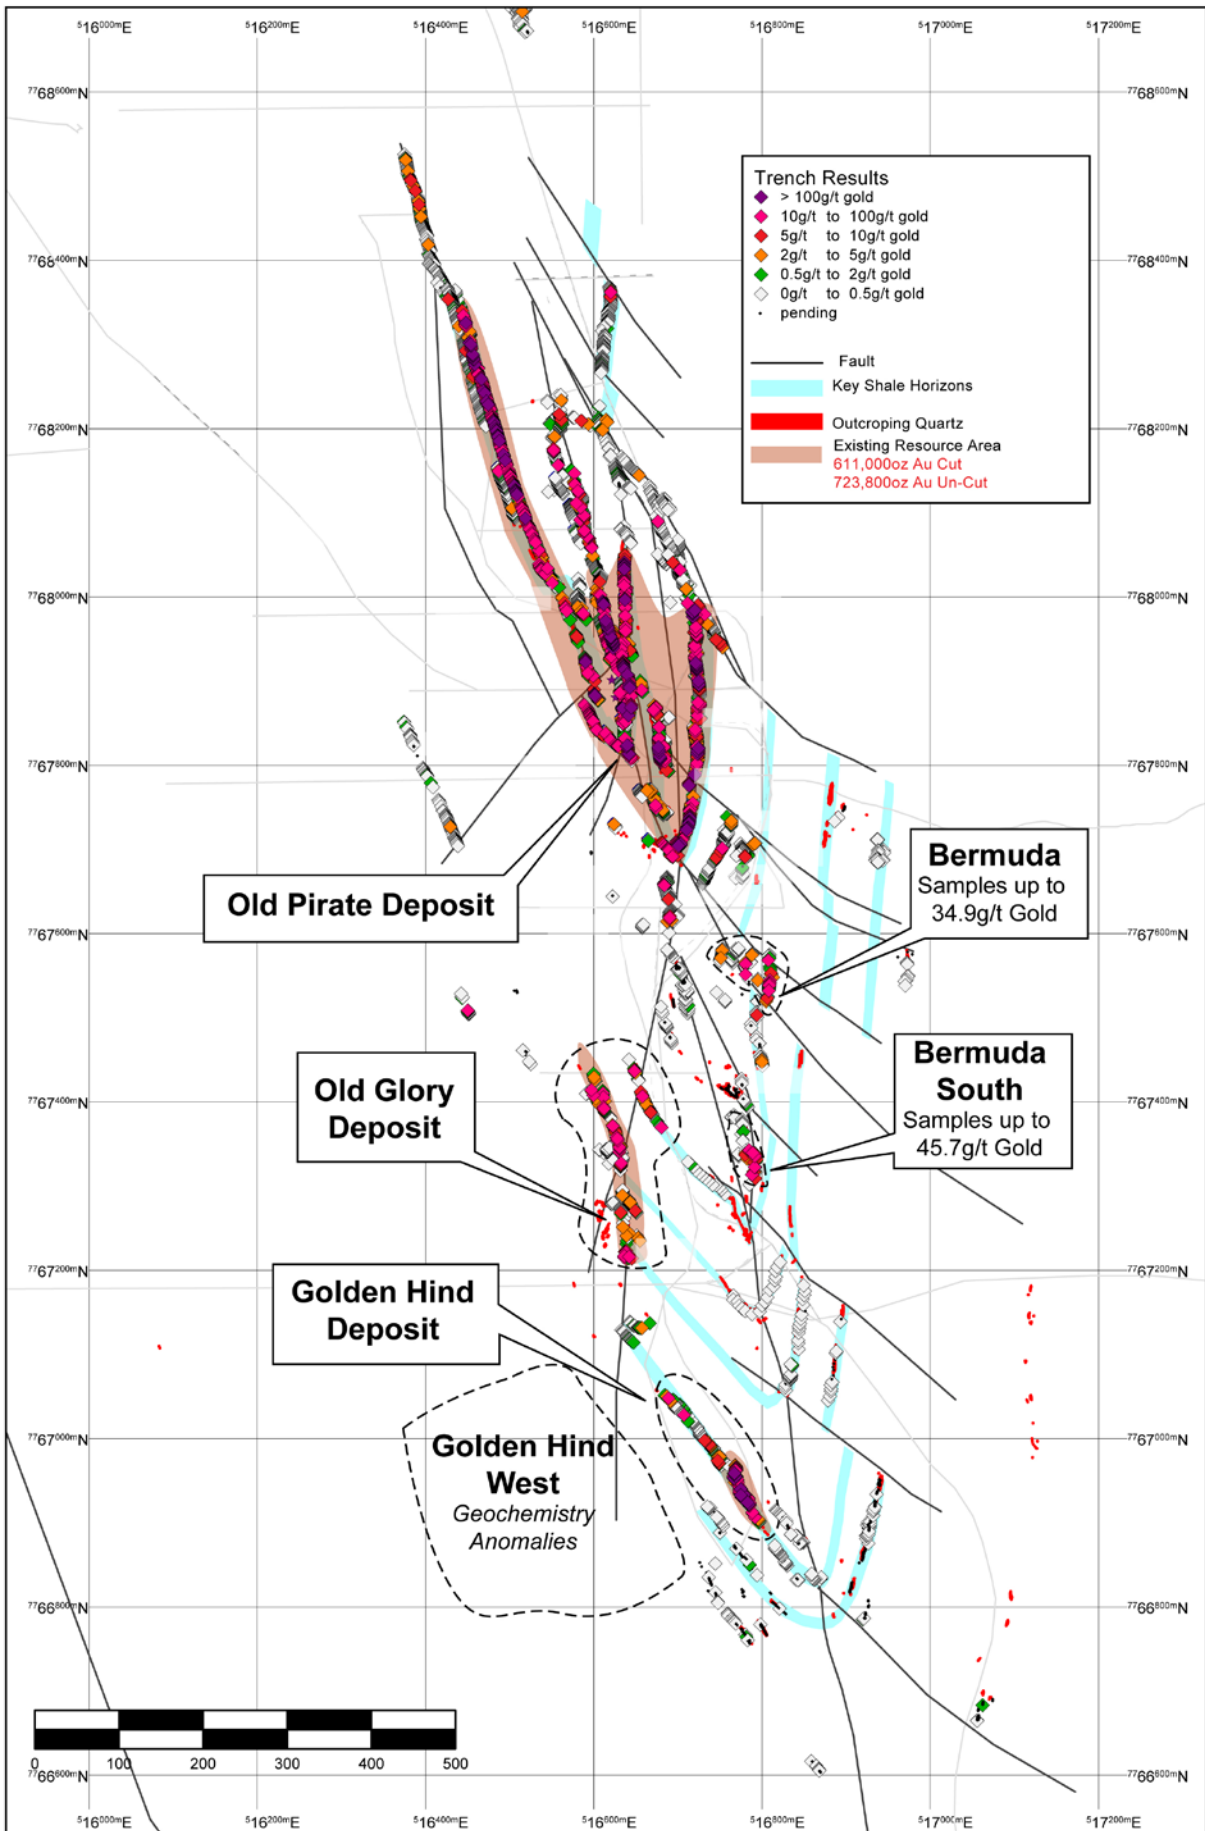 516000mE 516200mE 516400mE 516600mE 516800mE 517000mE 517200mE
7768600mN 7768600mN
Trench Results
> 100g/t gold
10g/t to 100g/t gold
5g/t to 10g/t gold
2g/t to 5g/t gold
0.5g/t to 2g/t gold
0g/t to 0.5g/t gold
pending
Fault
Key Shale Horizons
Outcroping Quartz
Existing Resource Area
611,000oz Au Cut
723,800oz Au Un-Cut
7768400mN 7768400mN
7768200mN 7768200mN
7768000mN 7768000mN
7767800mN 7767800mN
Old Pirate Deposit
Bermuda
Samples up to
34.9g/t Gold
7767600mN 7767600mN
Bermuda
South
Samples up to
45.7g/t Gold
Old Glory
Deposit
7767400mN 7767400mN
7767200mN 7767200mN
Golden Hind
Deposit
7767000mN 7767000mN
Golden Hind
West
Geochemistry
Anomalies
7766800mN 7766800mN
0 100 200 300 400 500
7766600mN 7766600mN
516000mE 516200mE 516400mE 516600mE 516800mE 517000mE 517200mE